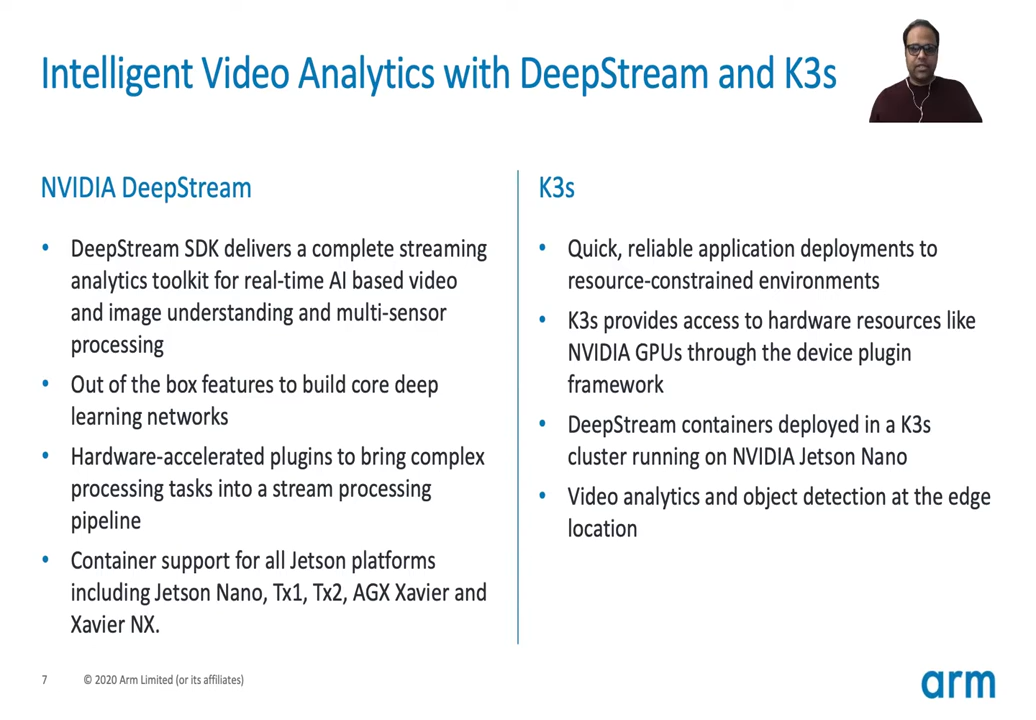 Intelligent Video Analytics with DeepStream and K3s
NVIDIA DeepStream
• DeepStream SDK delivers a complete streaming
analytics toolkit for real-time AI based video
and image understanding and multi-sensor
processing
• Out of the box features to build core deep
learning networks
• Hardware-accelerated plugins to bring complex
processing tasks into a stream processing
pipeline
• Container support for all Jetson platforms
including Jetson Nano, Tx1, Tx2, AGX Xavier and
Xavier NX.
K3s
• Quick, reliable application deployments to
resource-constrained environments
• K3s provides access to hardware resources like
NVIDIA GPUs through the device plugin
framework
• DeepStream containers deployed in a K3s
cluster running on NVIDIA Jetson Nano
• Video analytics and object detection at the edge
location
7 © 2020 Arm Limited (or its affiliates)
arm